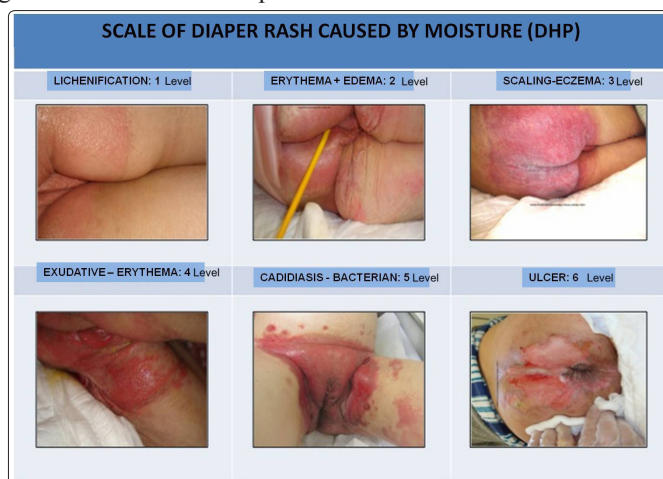 SCALE OF DIAPER RASH CAUSED BY MOISTURE (DHP)
LICHENIFICATION: 1 Level
ERYTHEMA + EDEMA: 2 Level
SCALING-ECZEMA: 3 Level
EXUDATIVE – ERYTHEMA: 4 Level
CADIDIASIS - BACTERIAN: 5 Level
ULCER: 6 Level